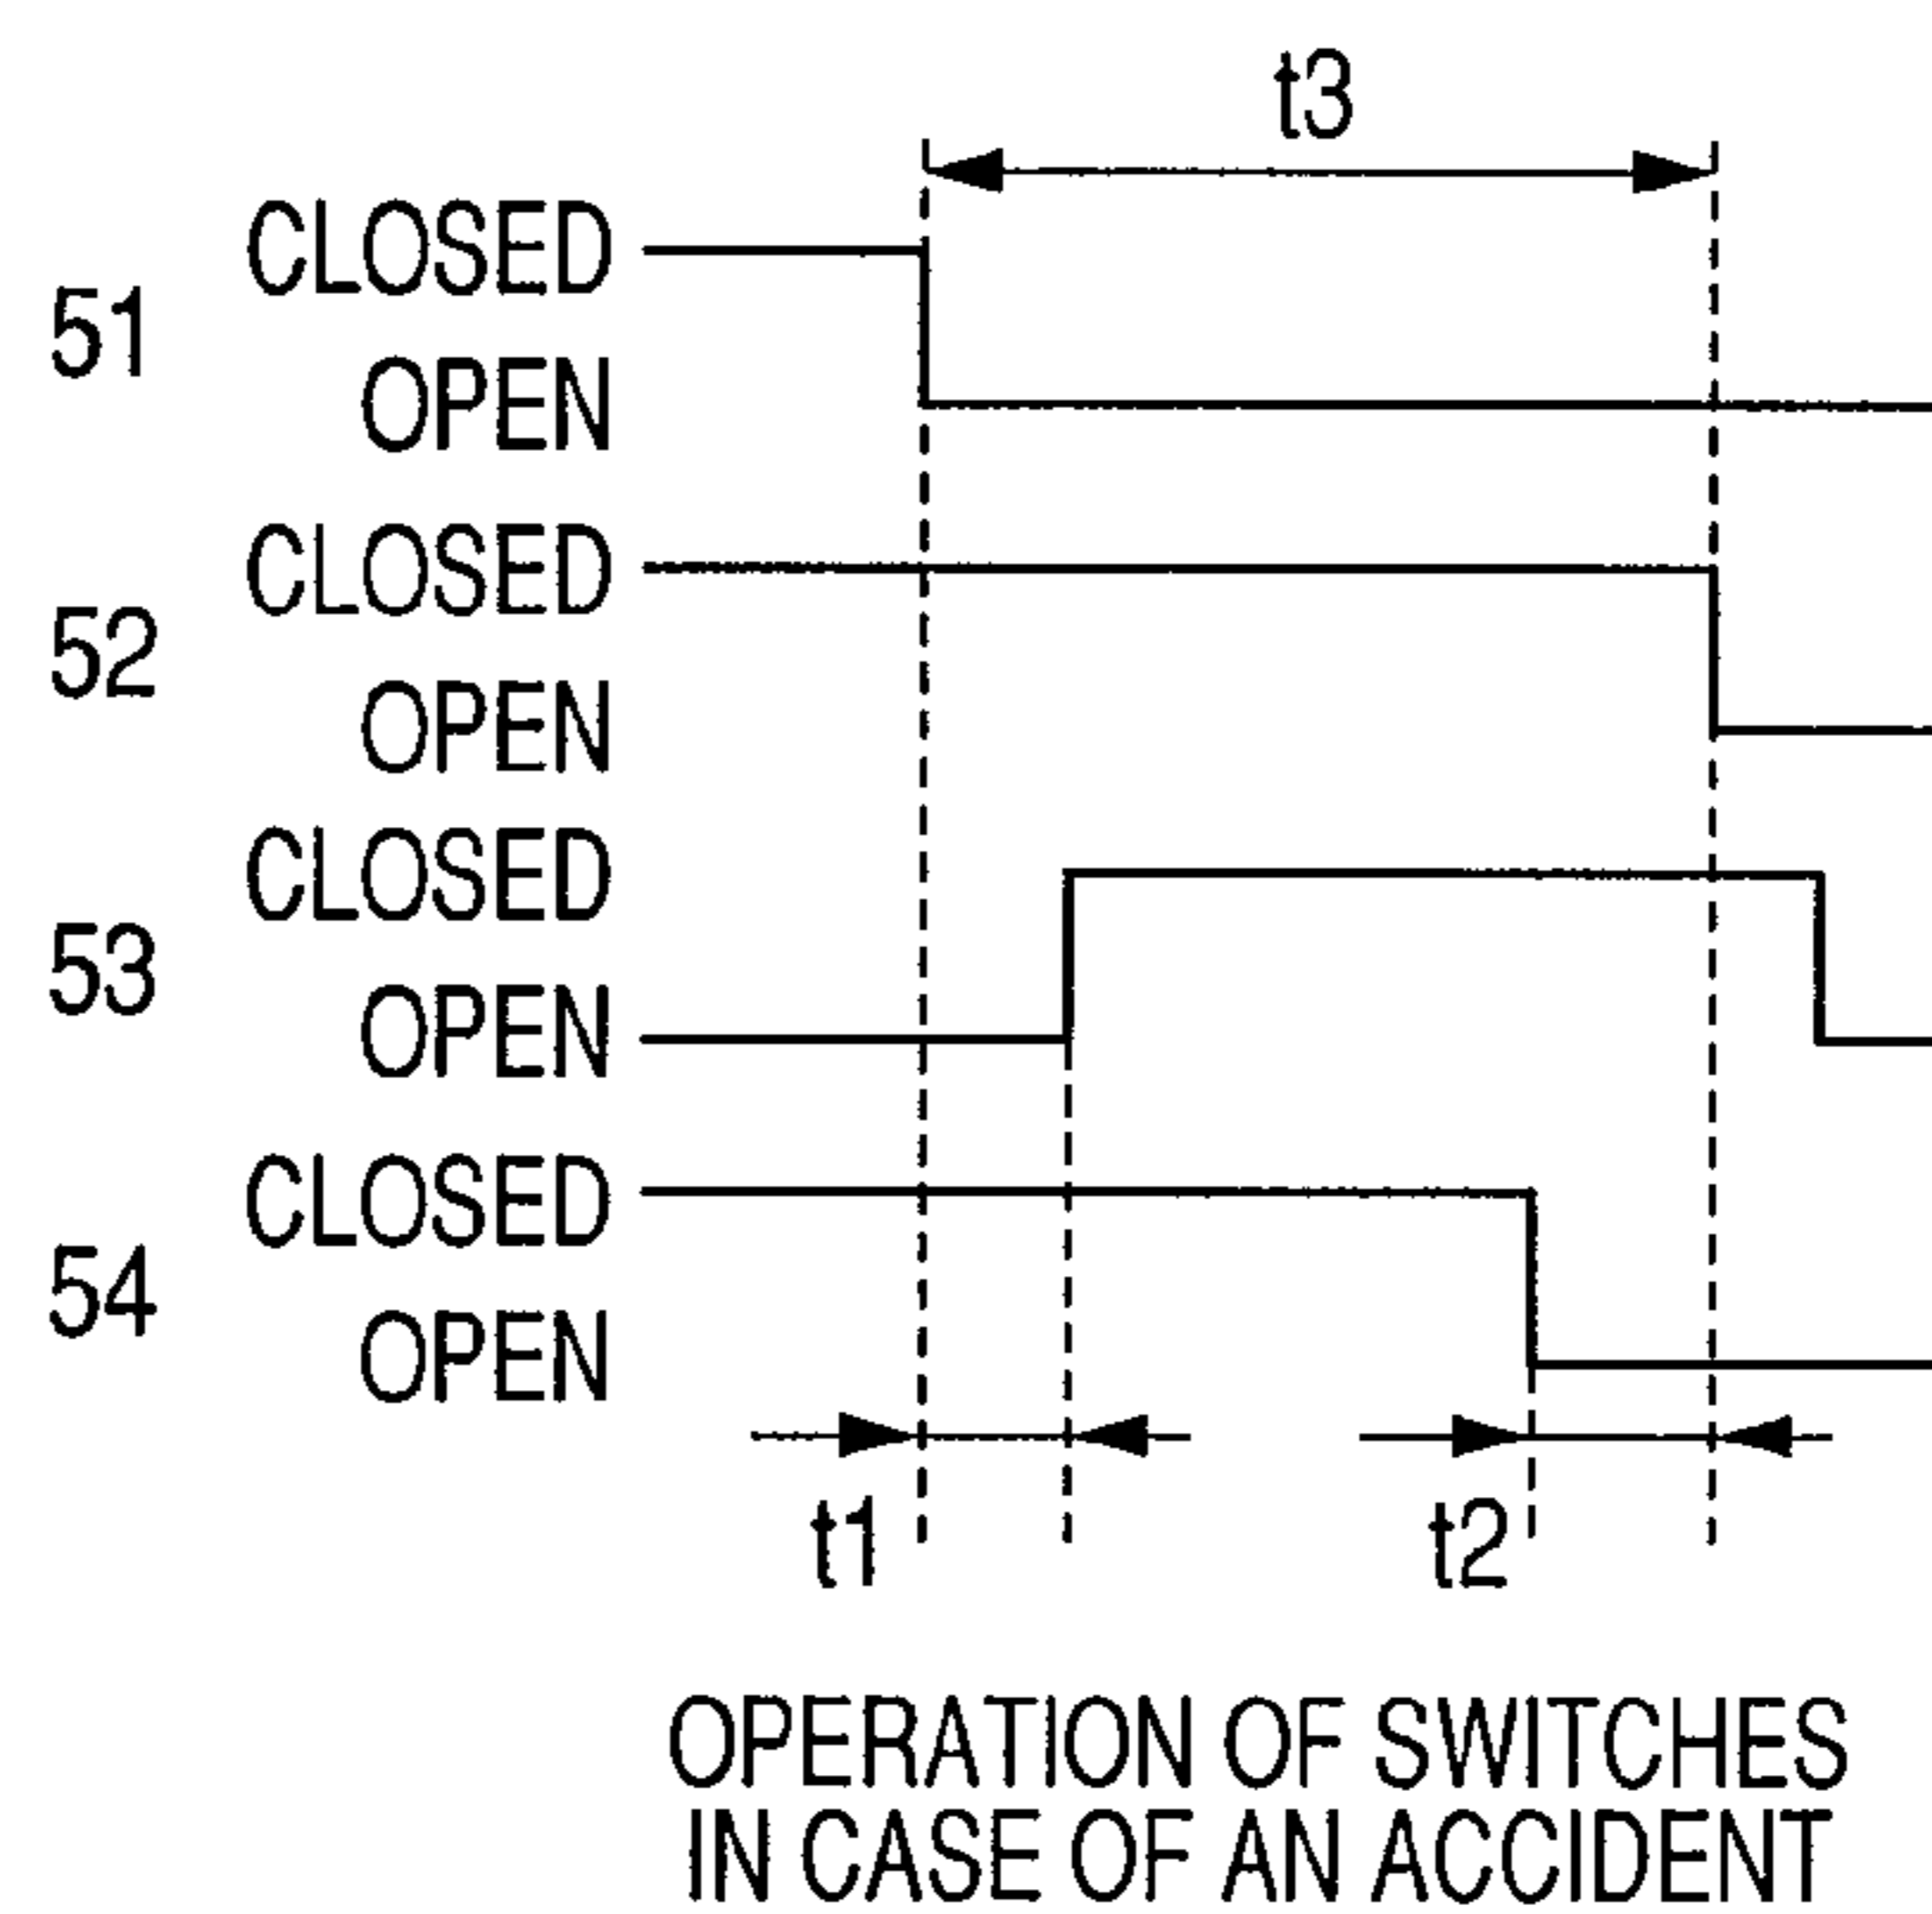 t3
51 CLOSED
OPEN
52 CLOSED
OPEN
53 CLOSED
OPEN
54 CLOSED
OPEN
t1 t2
OPERATION OF SWITCHES
IN CASE OF AN ACCIDENT